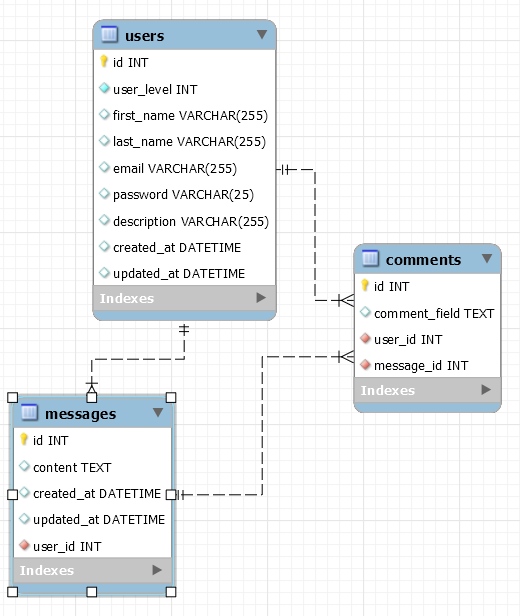 users
id INT
user_level INT
first_name VARCHAR(255)
last_name VARCHAR(255)
email VARCHAR(255)
password VARCHAR(25)
description VARCHAR(255)
created_at DATETIME
updated_at DATETIME
Indexes
comments
id INT
comment_field TEXT
user_id INT
message_id INT
Indexes
messages
id INT
content TEXT
created_at DATETIME
updated_at DATETIME
user_id INT
Indexes